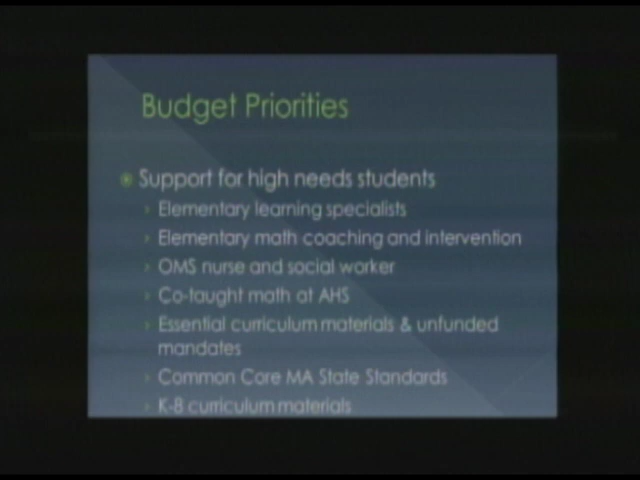 Budget Priorities
Support for high needs students
Elementary learning specialists
Elementary math coaching and intervention
OMS nurse and social worker
Co-taught math at AHS
Essential curriculum materials & unfunded
mandates
Common Core MA State Standards
K-8 curriculum materials